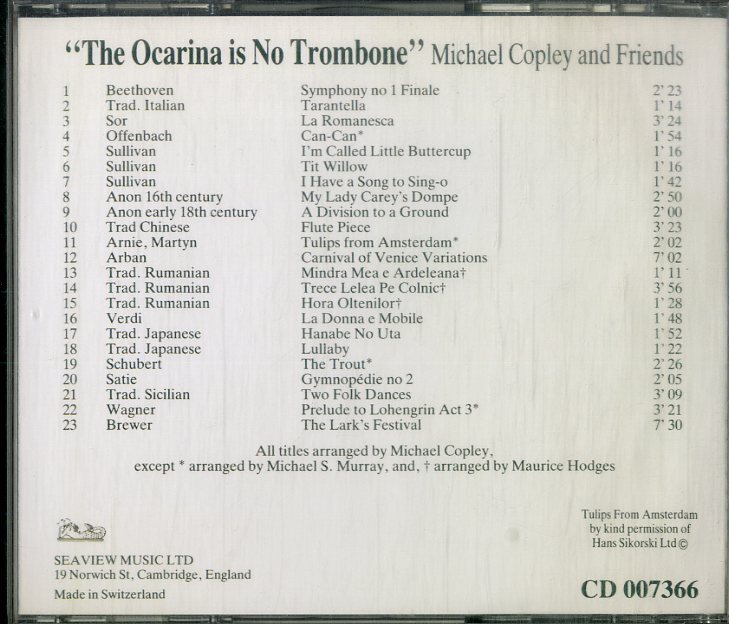 "The Ocarina is No Trombone" Michael Copley and Friends
1 Beethoven Symphony no 1 Finale 2' 23
2 Trad. Italian Tarantella 1' 14
3 Sor La Romanesca 3' 24
4 Offenbach Can-Can* 1' 54
5 Sullivan I'm Called Little Buttercup 1' 16
6 Sullivan Tit Willow 1' 16
7 Sullivan I Have a Song to Sing-o 1' 42
8 Anon 16th century My Lady Carey's Dompe 2' 50
9 Anon early 18th century A Division to a Ground 2' 00
10 Trad Chinese Flute Piece 3' 23
11 Arnie, Martyn Tulips from Amsterdam* 2' 02
12 Arban Carnival of Venice Variations 7' 02
13 Trad. Rumanian Mindra Mea e Ardeleana† 1' 11
14 Trad. Rumanian Trece Lelea Pe Colnic† 3' 56
15 Trad. Rumanian Hora Oltenilor† 1' 28
16 Verdi La Donna e Mobile 1' 48
17 Trad. Japanese Hanabe No Uta 1' 52
18 Trad. Japanese Lullaby 1' 22
19 Schubert The Trout* 2' 26
20 Satie Gymnopédie no 2 2' 05
21 Trad. Sicilian Two Folk Dances 3' 09
22 Wagner Prelude to Lohengrin Act 3* 3' 21
23 Brewer The Lark's Festival 7' 30
All titles arranged by Michael Copley,
except * arranged by Michael S. Murray, and, † arranged by Maurice Hodges
SEAVIEW MUSIC LTD
19 Norwich St, Cambridge, England
Made in Switzerland
Tulips From Amsterdam
by kind permission of
Hans Sikorski Ltd ©
CD 007366